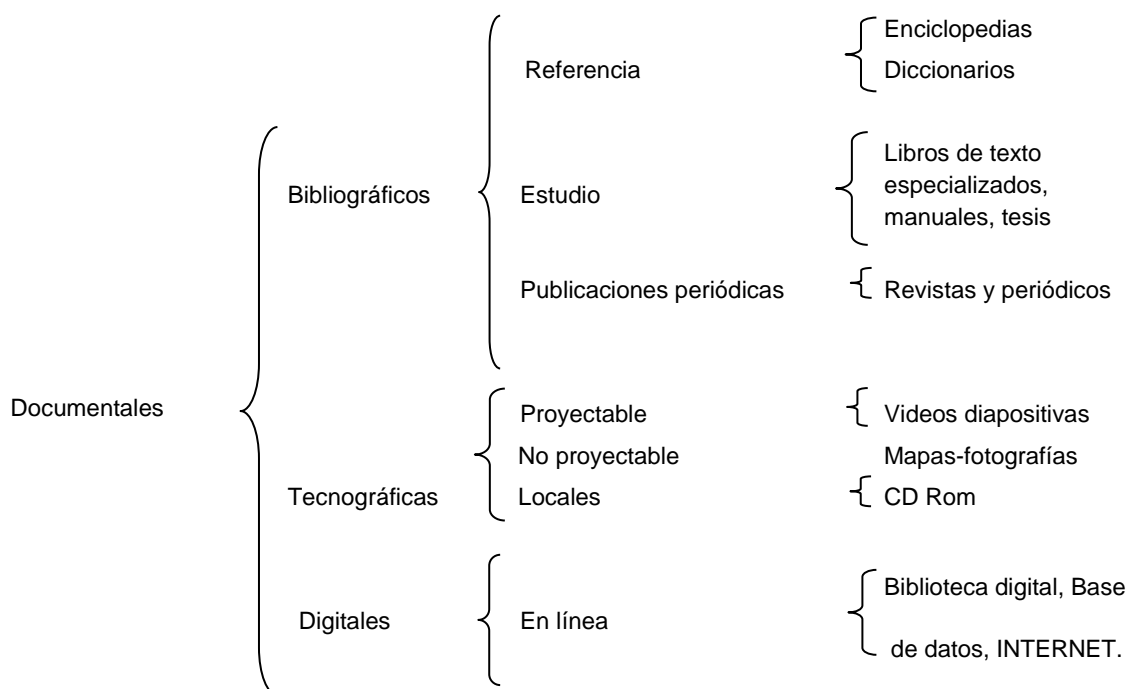 Enciclopedias
Referencia
Diccionarios
Libros de texto
especializados,
manuales, tesis
Bibliográficos
Estudio
Publicaciones periódicas
Revistas y periódicos
Documentales
Proyectable
Videos diapositivas
No proyectable
Mapas-fotografías
Tecnográficas
Locales
CD Rom
Biblioteca digital, Base
de datos, INTERNET.
Digitales
En línea